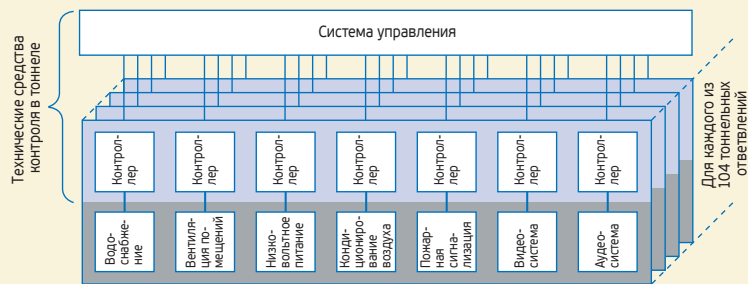 Система управления
Технические средства
контроля в тоннеле
Контрол-
лер
Контрол-
лер
Контрол-
лер
Контрол-
лер
Контрол-
лер
Контрол-
лер
Контрол-
лер
Водо-
снабже-
ние
Вентиля-
ция по-
мещений
Низко-
вольтное
питание
Конди-
циониро-
вание
воздуха
Пожар-
ная
сигна-
лизация
Видео-
система
Аудео-
система
Для каждого из
104 тоннельных
ответвлений